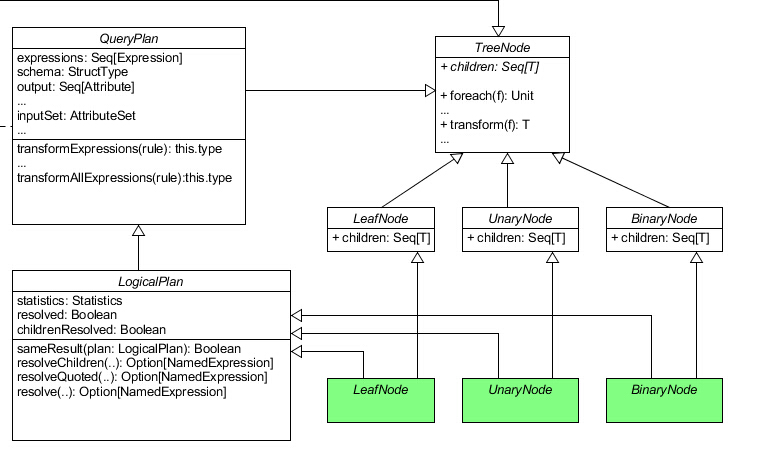 QueryPlan
expressions: Seq[Expression]
schema: StructType
output: Seq[Attribute]
...
inputSet: AttributeSet
...
transformExpressions(rule): this.type
...
transformAllExpressions(rule):this.type
TreeNode
+ children: Seq[T]
+ foreach(f): Unit
...
+ transform(f): T
...
LeafNode
+ children: Seq[T]
UnaryNode
+ children: Seq[T]
BinaryNode
+ children: Seq[T]
LogicalPlan
statistics: Statistics
resolved: Boolean
childrenResolved: Boolean
sameResult(plan: LogicalPlan): Boolean
resolveChildren(..): Option[NamedExpression]
resolveQuoted(..): Option[NamedExpression]
resolve(..): Option[NamedExpression]
LeafNode
UnaryNode
BinaryNode